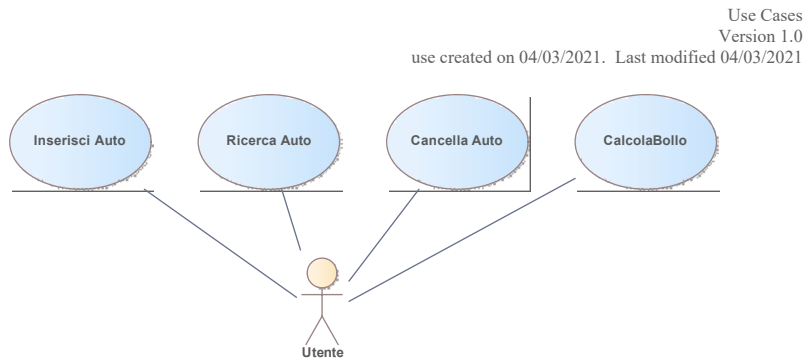 Use Cases
Version 1.0
use created on 04/03/2021.  Last modified 04/03/2021
Inserisci Auto
Ricerca Auto
Cancella Auto
CalcolaBollo
Utente